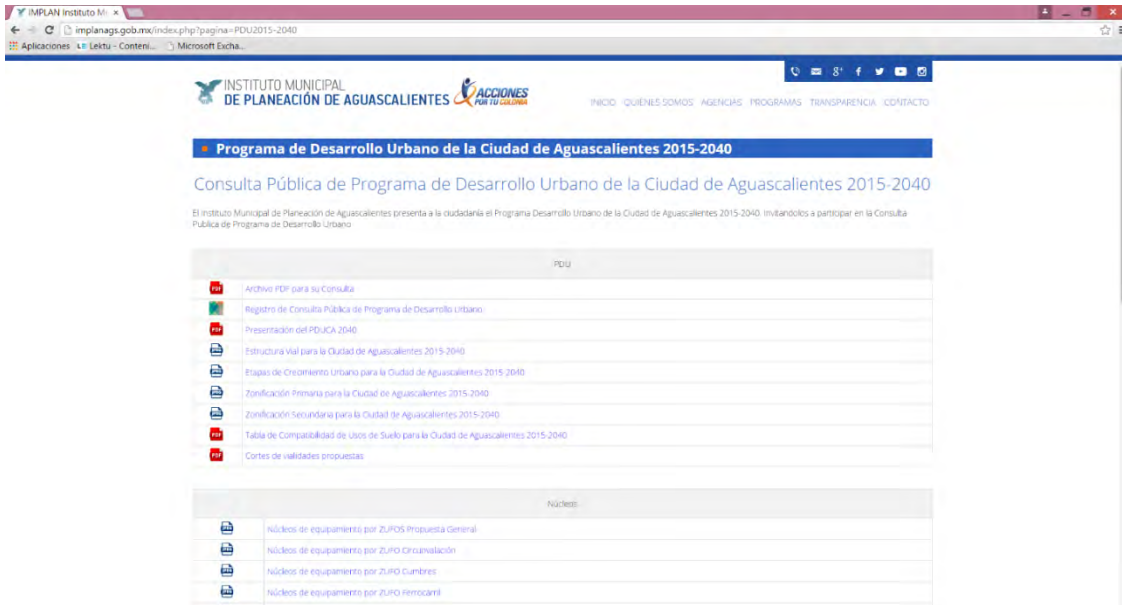 IMPLAN Instituto M
implanags.gob.mx/index.php?pagina=PDU2015-2040
Aplicaciones Lektu - Conteni... Microsoft Excha...
INSTITUTO MUNICIPAL
DE PLANEACIÓN DE AGUASCALIENTES
ACCIONES
POR TU COLONIA
INICIO QUIÉNES SOMOS AGENCIAS PROGRAMAS TRANSPARENCIA CONTACTO
Programa de Desarrollo Urbano de la Ciudad de Aguascalientes 2015-2040
Consulta Pública de Programa de Desarrollo Urbano de la Ciudad de Aguascalientes 2015-2040
El Instituto Municipal de Planeación de Aguascalientes presenta a la ciudadanía el Programa Desarrollo Urbano de la Ciudad de Aguascalientes 2015-2040. Invitandolos a participar en la Consulta
Publica de Programa de Desarrollo Urbano
PDU
PDF Archivo PDF para su Consulta
Registro de Consulta Pública de Programa de Desarrollo Urbano.
PDF Presentación del PDUCA 2040
Estructura vial para la Ciudad de Aguascalientes 2015-2040
Etapas de Crecimiento Urbano para la Ciudad de Aguascalientes 2015-2040
Zonificación Primaria para la Ciudad de Aguascalientes 2015-2040
Zonificación Secundaria para la Ciudad de Aguascalientes 2015-2040
PDF Tabla de Compatibilidad de Usos de Suelo para la Ciudad de Aguascalientes 2015-2040
PDF Cortes de vialidades propuestas
Núcleos
Núcleos de equipamiento por ZUFOS Propuesta General
Núcleos de equipamiento por ZUFO Circunvalación
Núcleos de equipamiento por ZUFO Cumbres
Núcleos de equipamiento por ZUFO Ferrocarril